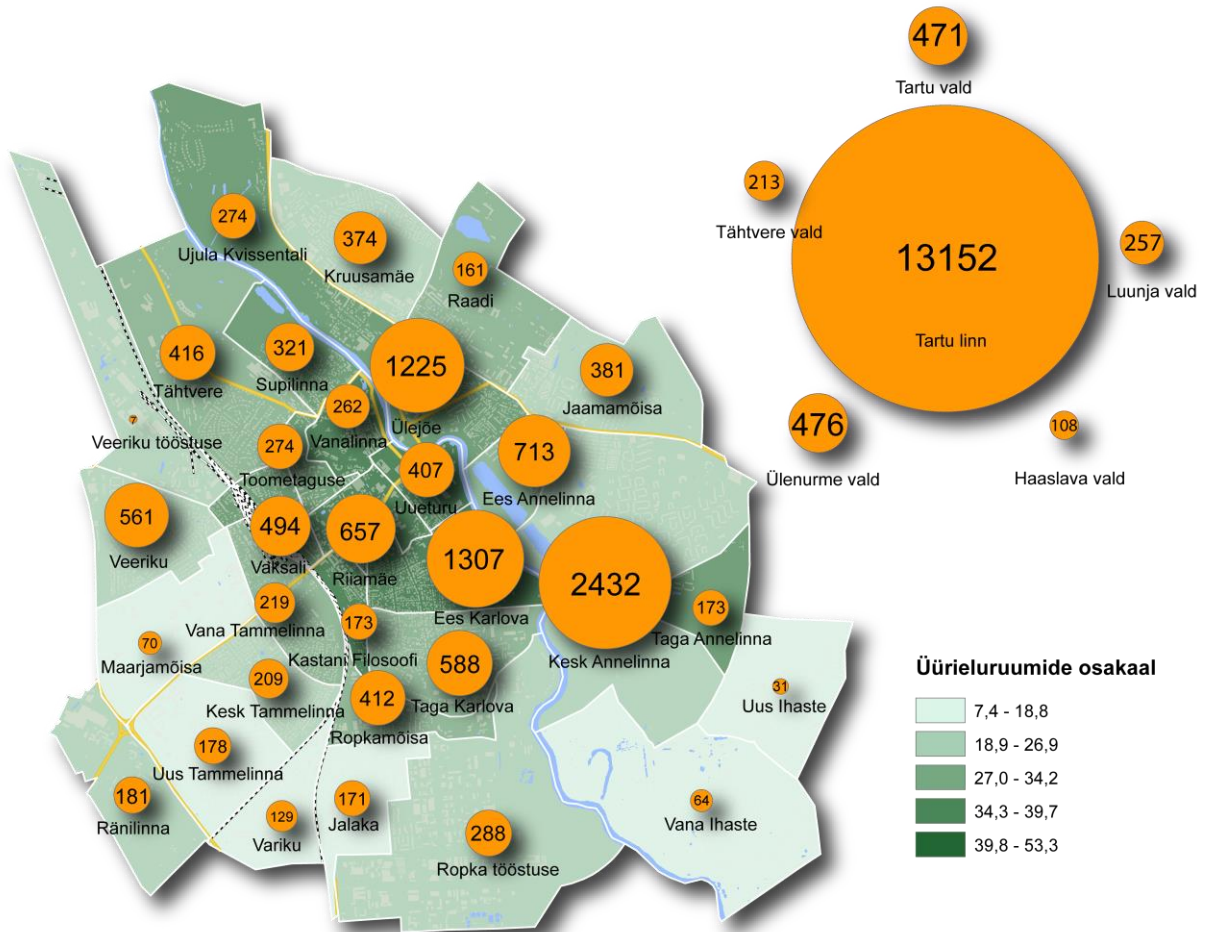 471
Tartu vald
213
Tähtvere vald
13152
Tartu linn
257
Luunja vald
476
Ülenurme vald
108
Haaslava vald
274
Ujula Kvissentali
374
Kruusamäe
161
Raadi
416
Tähtvere
321
Supilinna
1225
Ülejõe
381
Jaamamõisa
7
Veeriku tööstuse
262
Vanalinna
274
Toometaguse
407
Uueturu
713
Ees Annelinna
561
Veeriku
494
Vaksali
657
Riiamäe
1307
Ees Karlova
2432
Kesk Annelinna
173
Taga Annelinna
219
Vana Tammelinna
173
Kastani Filosoofi
70
Maarjamõisa
209
Kesk Tammelinna
412
Ropkamõisa
588
Taga Karlova
31
Uus Ihaste
178
Uus Tammelinna
181
Ränilinna
129
Variku
171
Jalaka
288
Ropka tööstuse
64
Vana Ihaste
Üürieluruumide osakaal
7,4 - 18,8
18,9 - 26,9
27,0 - 34,2
34,3 - 39,7
39,8 - 53,3